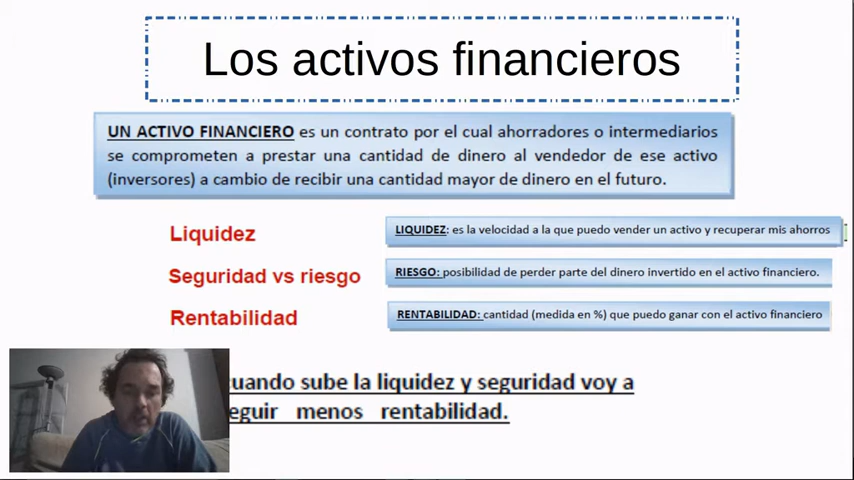 Los activos financieros
UN ACTIVO FINANCIERO es un contrato por el cual ahorradores o intermediarios
se comprometen a prestar una cantidad de dinero al vendedor de ese activo
(inversores) a cambio de recibir una cantidad mayor de dinero en el futuro.
Liquidez
LIQUIDEZ: es la velocidad a la que puedo vender un activo y recuperar mis ahorros
Seguridad vs riesgo
RIESGO: posibilidad de perder parte del dinero invertido en el activo financiero.
Rentabilidad
RENTABILIDAD: cantidad (medida en %) que puedo ganar con el activo financiero
cuando sube la liquidez y seguridad voy a
eguir menos rentabilidad.